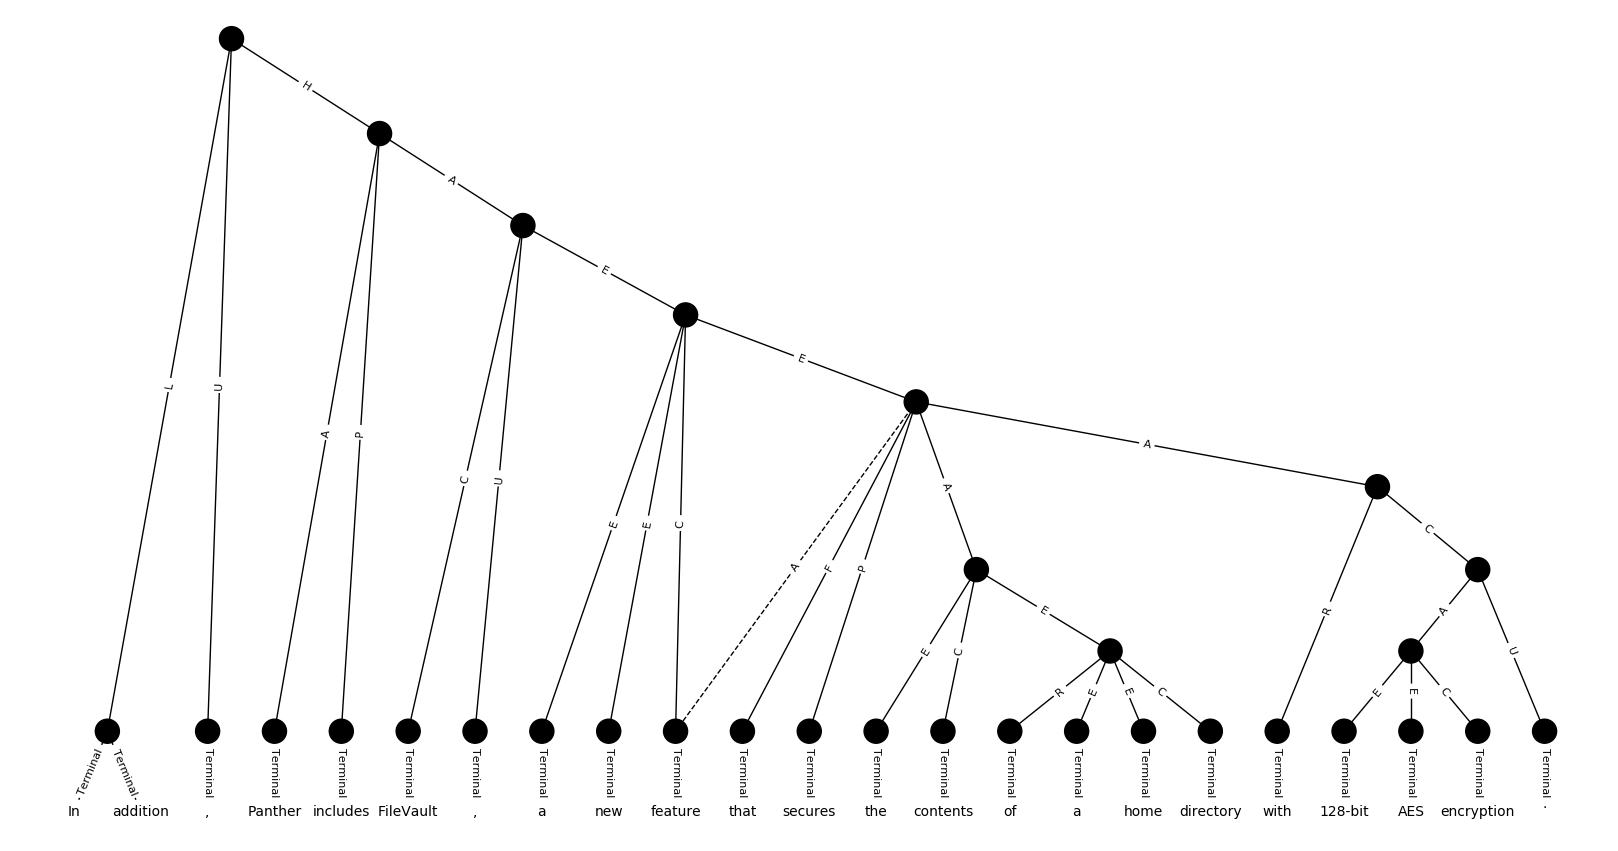 H
A
E
E
A
L
U
A
P
C
U
E
E
C
A
F
P
A
E
C
E
R
E
E
C
R
C
A
U
E
E
C
Terminal Terminal Terminal Terminal Terminal Terminal Terminal Terminal Terminal Terminal Terminal Terminal Terminal Terminal Terminal Terminal Terminal Terminal Terminal Terminal Terminal Terminal Terminal
In addition , Panther includes FileVault , a new feature that secures the contents of a home directory with 128-bit AES encryption .